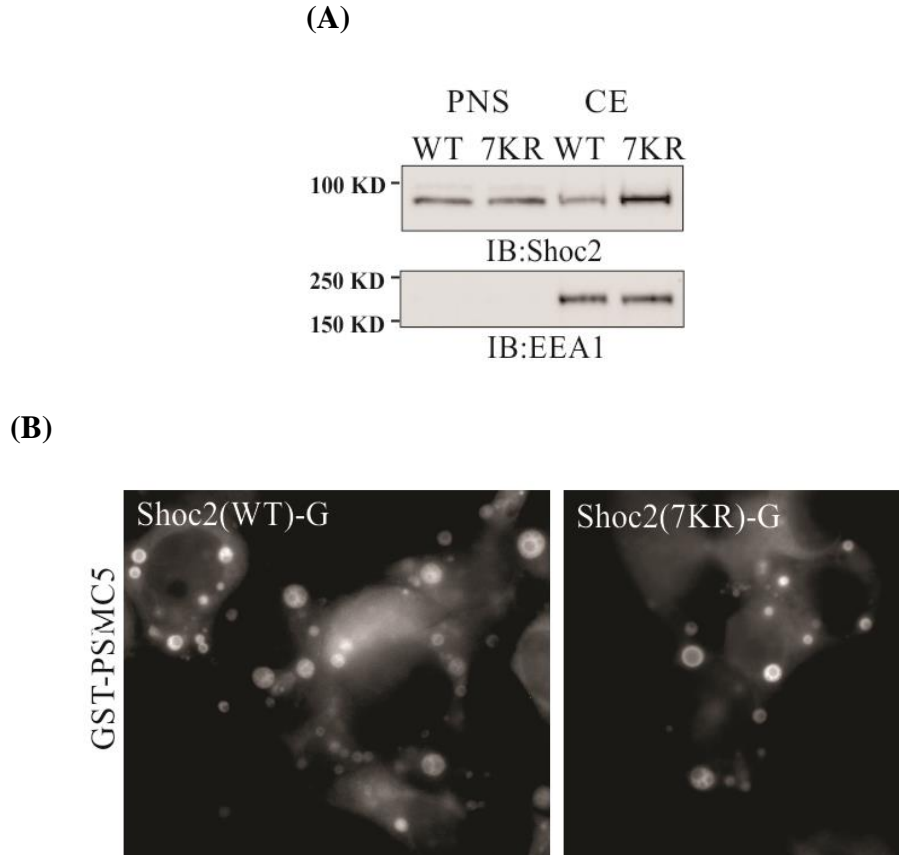 (A)
PNS CE
WT 7KR WT 7KR
100 KD
IB:Shoc2
250 KD
150 KD
IB:EEA1
(B)
Shoc2(WT)-G
Shoc2(7KR)-G
GST-PSMC5